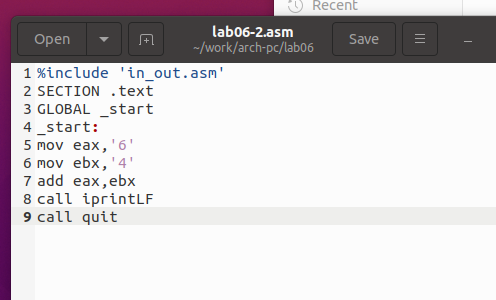 Recent
Open
lab06-2.asm
~/work/arch-pc/lab06
Save
1 %include 'in_out.asm'
2 SECTION .text
3 GLOBAL _start
4 _start:
5 mov eax,'6'
6 mov ebx,'4'
7 add eax,ebx
8 call iprintLF
9 call quit